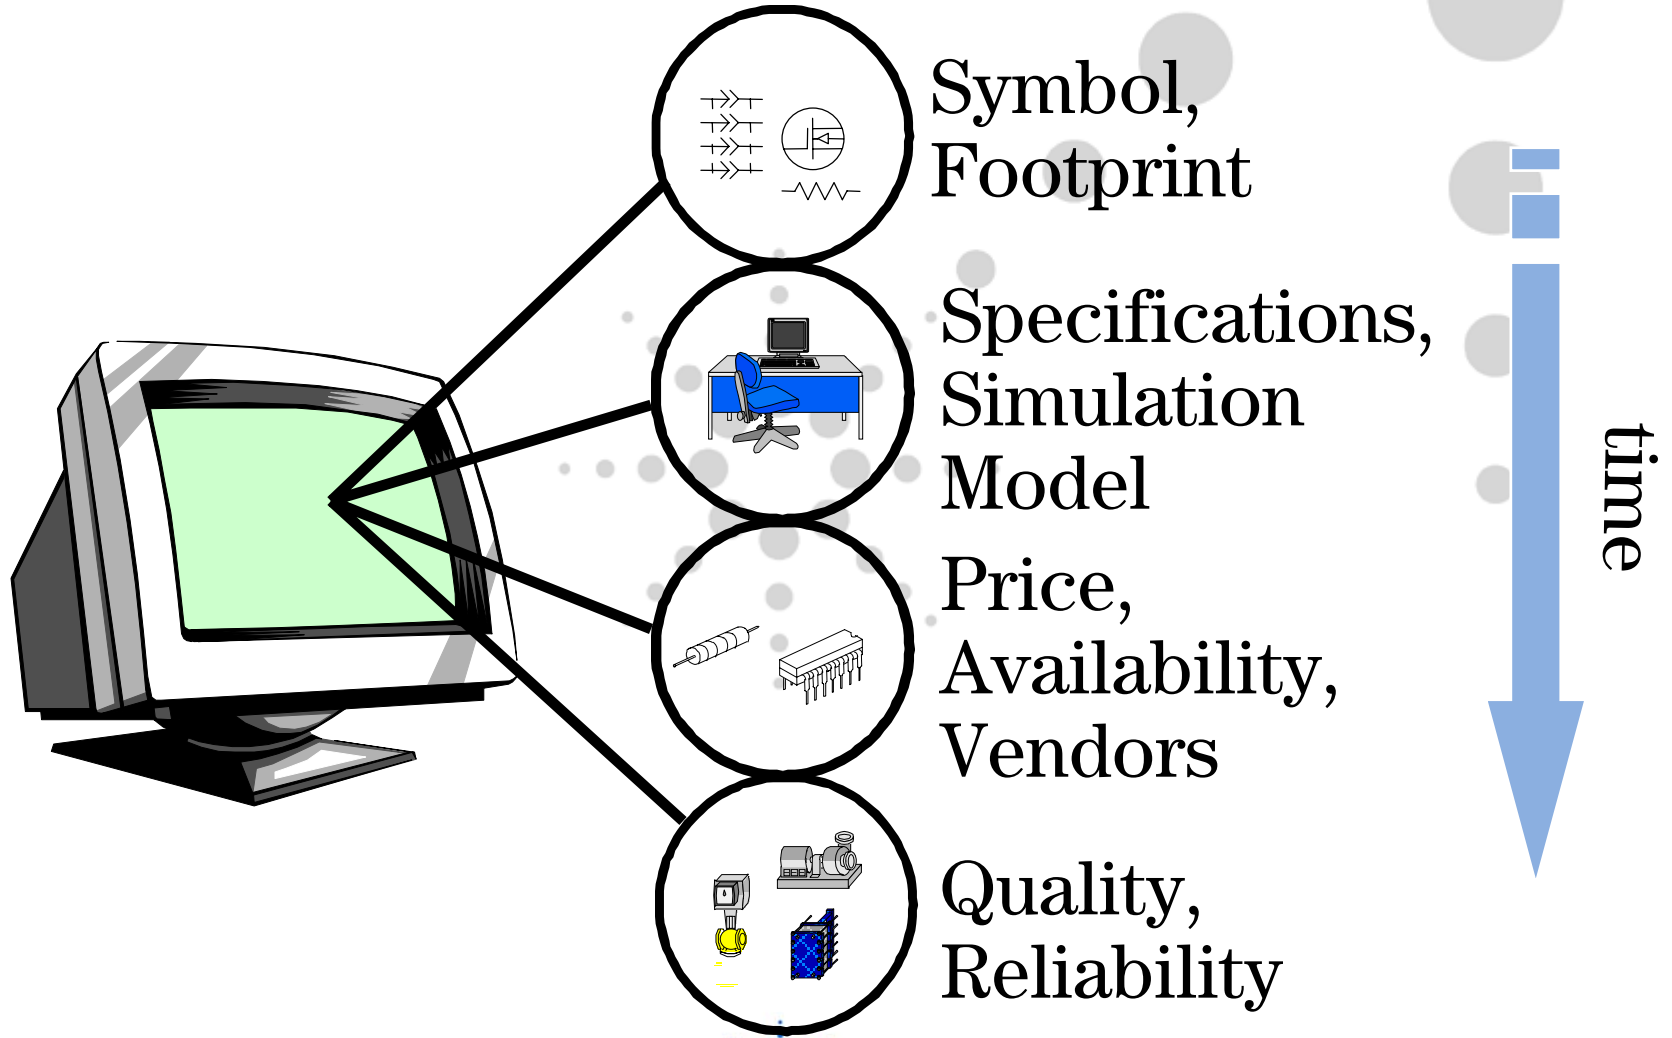 Symbol,
Footprint
Specifications,
Simulation
Model
Price,
Availability,
Vendors
Quality,
Reliability
time